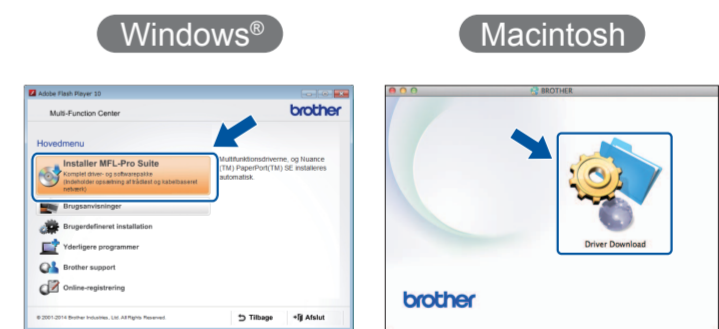 Windows®
Macintosh
Adobe Flash Player 10
Multi-Function Center
brother
Hovedmenu
Installer MFL-Pro Suite
Komplet driver- og softwarepakke
(Indeholder opsætning af trådløst og kabelbaseret
netværk)
Multifunktionsdriverne, og Nuance
(TM) PaperPort(TM) SE installeres
automatisk.
Brugsanvisninger
Brugerdefineret installation
Yderligere programmer
Brother support
Online-registrering
© 2001-2014 Brother Industries, Ltd. All Rights Reserved.
Tilbage
Afslut
BROTHER
Driver Download
brother